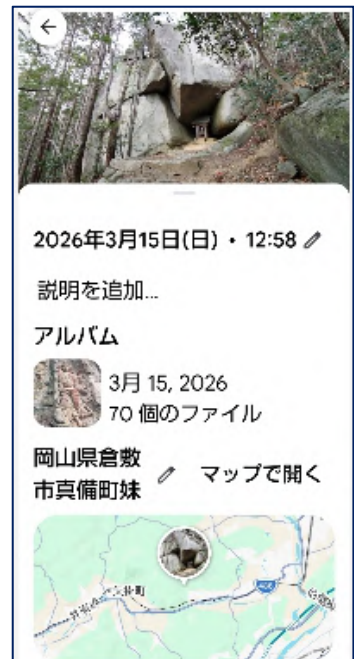 2026年3月15日(日)・12:58
説明を追加...
アルバム
3月 15, 2026
70 個のファイル
岡山県倉敷
市真備町妹
マップで開く
486